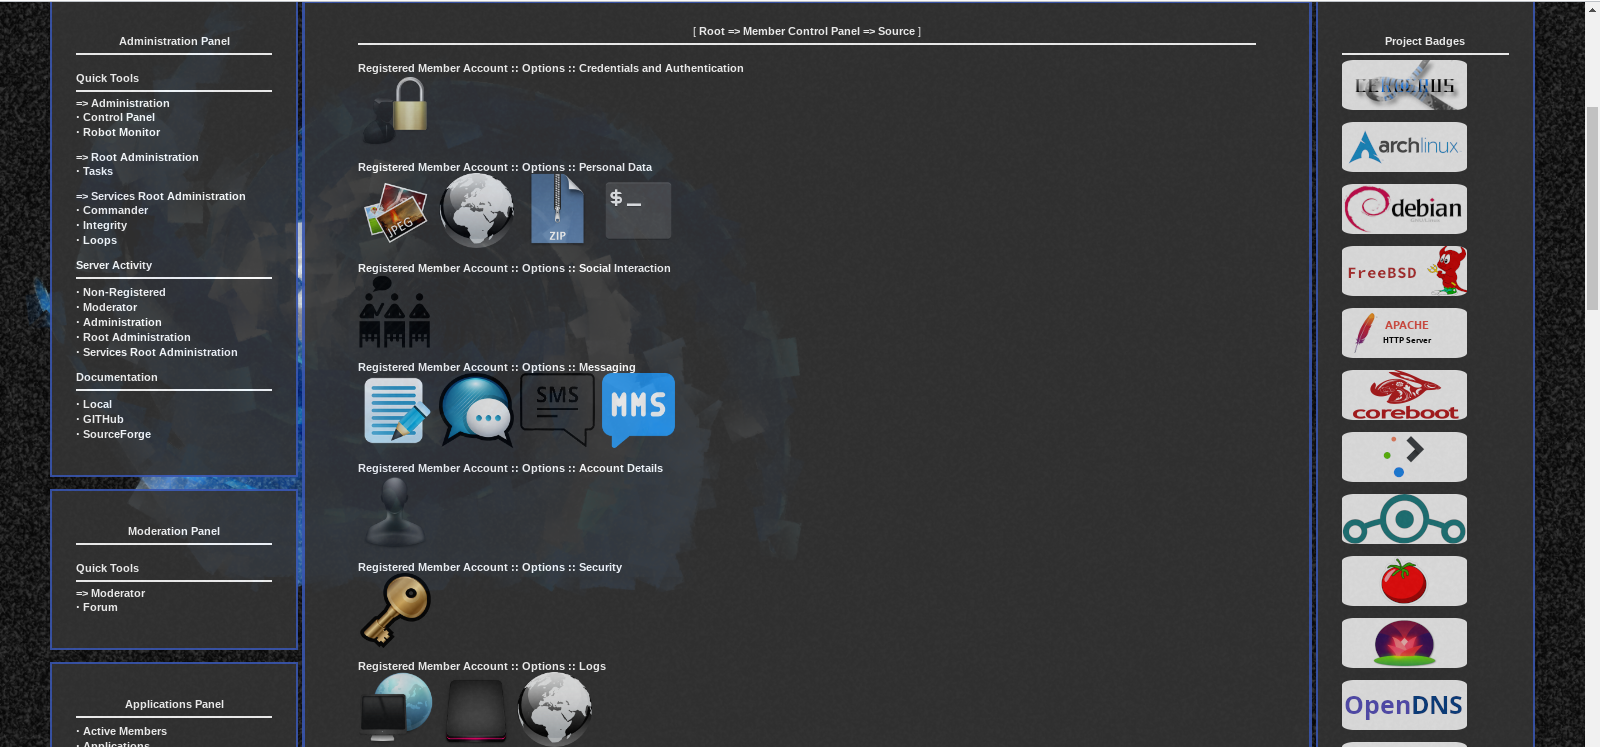 Administration Panel
Quick Tools
=> Administration
· Control Panel
· Robot Monitor
=> Root Administration
· Tasks
=> Services Root Administration
· Commander
· Integrity
· Loops
Server Activity
· Non-Registered
· Moderator
· Administration
· Root Administration
· Services Root Administration
Documentation
· Local
· GITHub
· SourceForge
Moderation Panel
Quick Tools
=> Moderator
· Forum
Applications Panel
· Active Members
· Applications
[ Root => Member Control Panel => Source ]
Registered Member Account :: Options :: Credentials and Authentication
Registered Member Account :: Options :: Personal Data
JPEG
ZIP
$_
Registered Member Account :: Options :: Social Interaction
Registered Member Account :: Options :: Messaging
SMS
MMS
Registered Member Account :: Options :: Account Details
Registered Member Account :: Options :: Security
Registered Member Account :: Options :: Logs
Project Badges
CERBERUS
archlinux
debian
FreeBSD
APACHE
HTTP Server
coreboot
OpenDNS